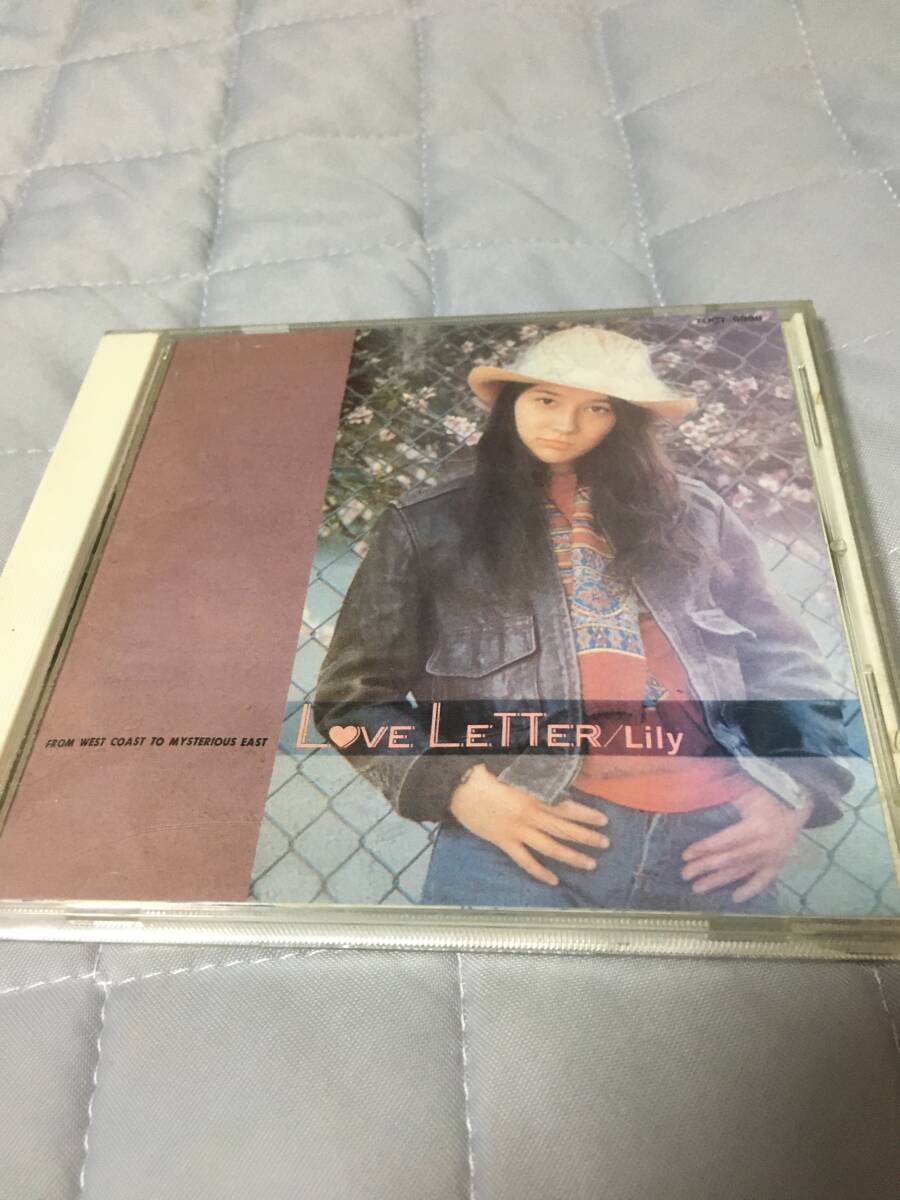 FROM WEST COAST TO MYSTERIOUS EAST
LOVE LETTER/Lily